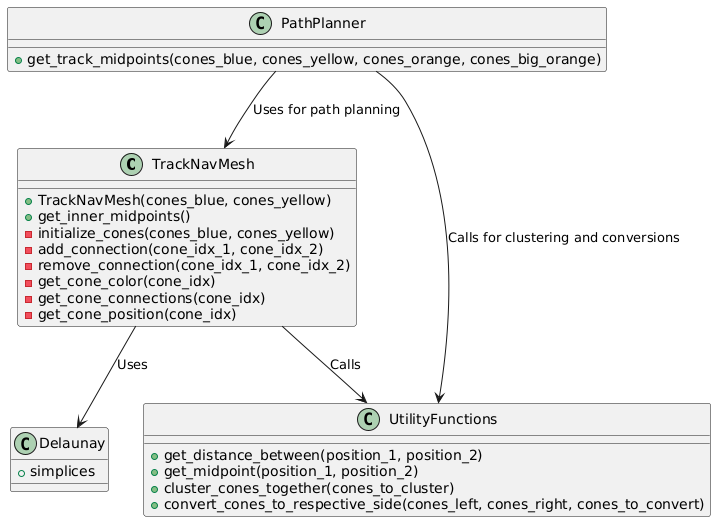 C PathPlanner
get_track_midpoints(cones_blue, cones_yellow, cones_orange, cones_big_orange)
Uses for path planning
C TrackNavMesh
TrackNavMesh(cones_blue, cones_yellow)
get_inner_midpoints()
initialize_cones(cones_blue, cones_yellow)
add_connection(cone_idx_1, cone_idx_2)
remove_connection(cone_idx_1, cone_idx_2)
get_cone_color(cone_idx)
get_cone_connections(cone_idx)
get_cone_position(cone_idx)
Calls for clustering and conversions
Uses
Calls
C Delaunay
simplices
C UtilityFunctions
get_distance_between(position_1, position_2)
get_midpoint(position_1, position_2)
cluster_cones_together(cones_to_cluster)
convert_cones_to_respective_side(cones_left, cones_right, cones_to_convert)